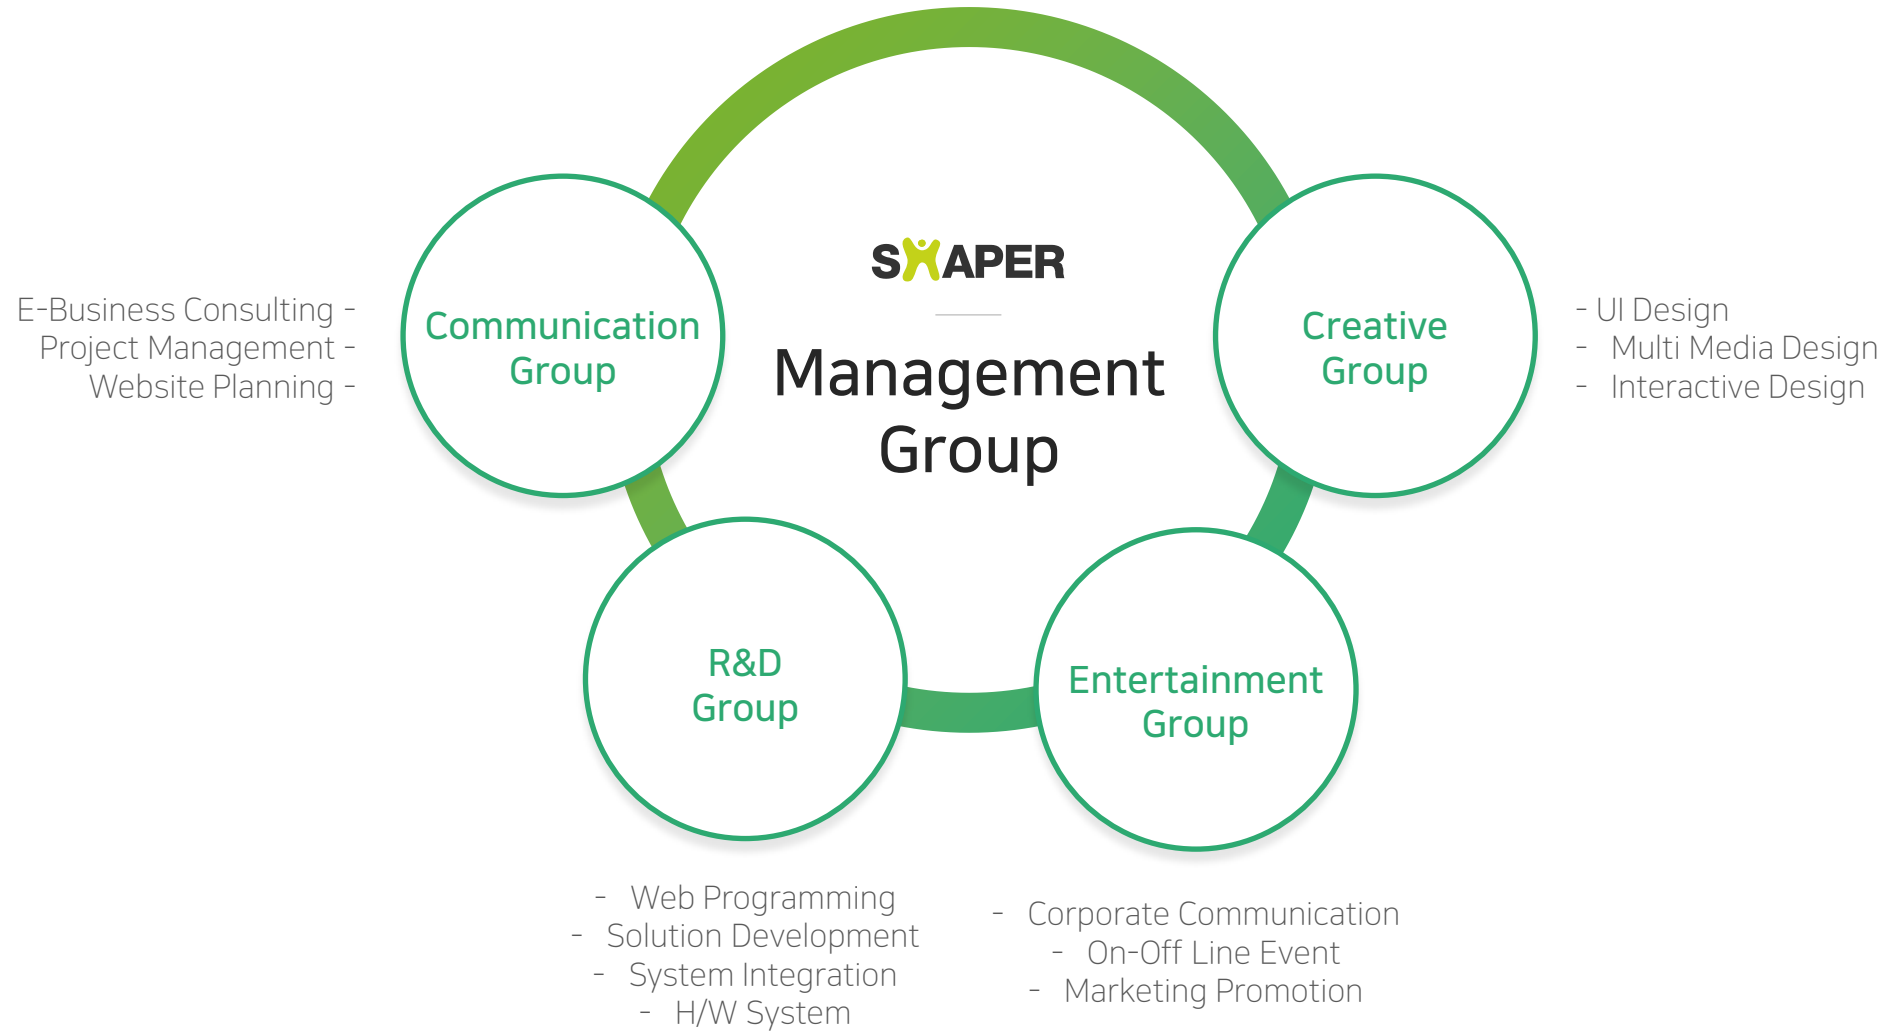 SHAPER
Management
Group
E-Business Consulting -
Project Management -
Website Planning -
Communication
Group
Creative
Group
- UI Design
- Multi Media Design
- Interactive Design
R&D
Group
- Web Programming
- Solution Development
- System Integration
- H/W System
Entertainment
Group
- Corporate Communication
- On-Off Line Event
- Marketing Promotion